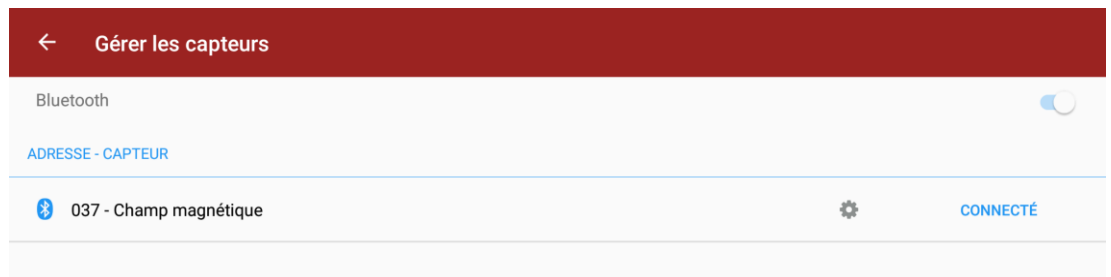 Gérer les capteurs
Bluetooth
ADRESSE - CAPTEUR
037 - Champ magnétique CONNECTÉ